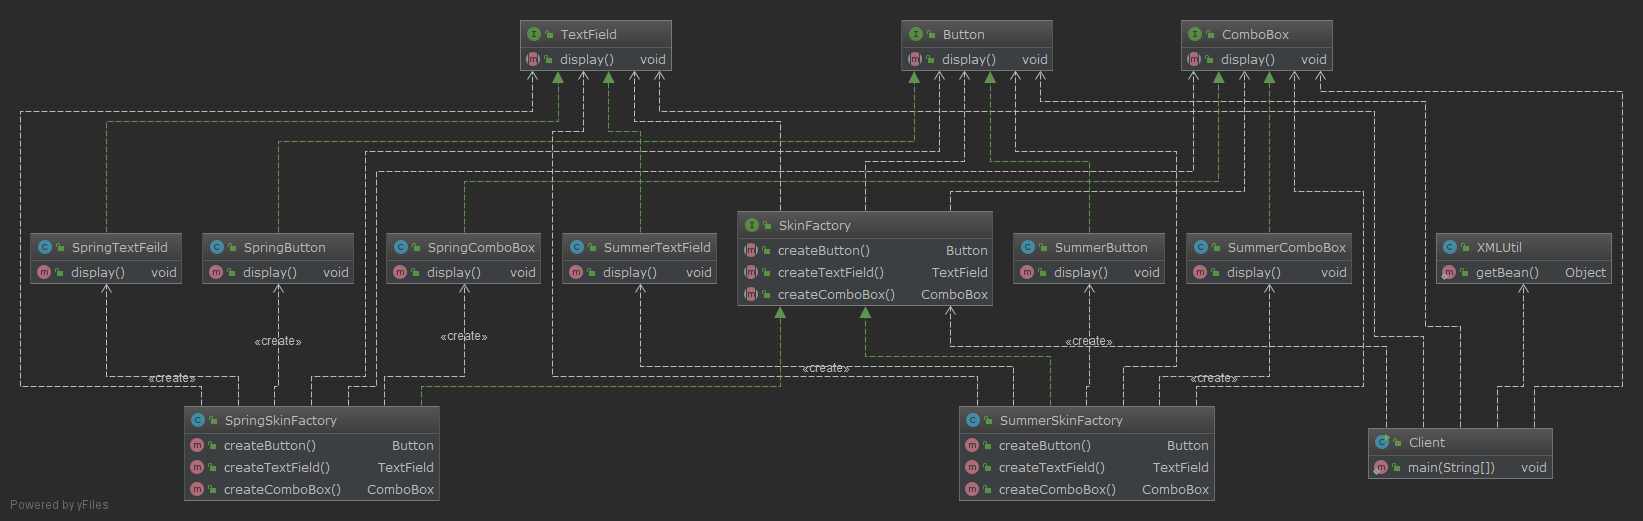 TextField
display() void
Button
display() void
ComboBox
display() void
SpringTextFeild
display() void
SpringButton
display() void
SpringComboBox
display() void
SummerTextField
display() void
SkinFactory
createButton() Button
createTextField() TextField
createComboBox() ComboBox
SummerButton
display() void
SummerComboBox
display() void
XMLUtil
getBean() Object
«create»
«create»
«create»
«create»
«create»
«create»
SpringSkinFactory
createButton() Button
createTextField() TextField
createComboBox() ComboBox
SummerSkinFactory
createButton() Button
createTextField() TextField
createComboBox() ComboBox
Client
main(String[]) void
Powered by yFiles